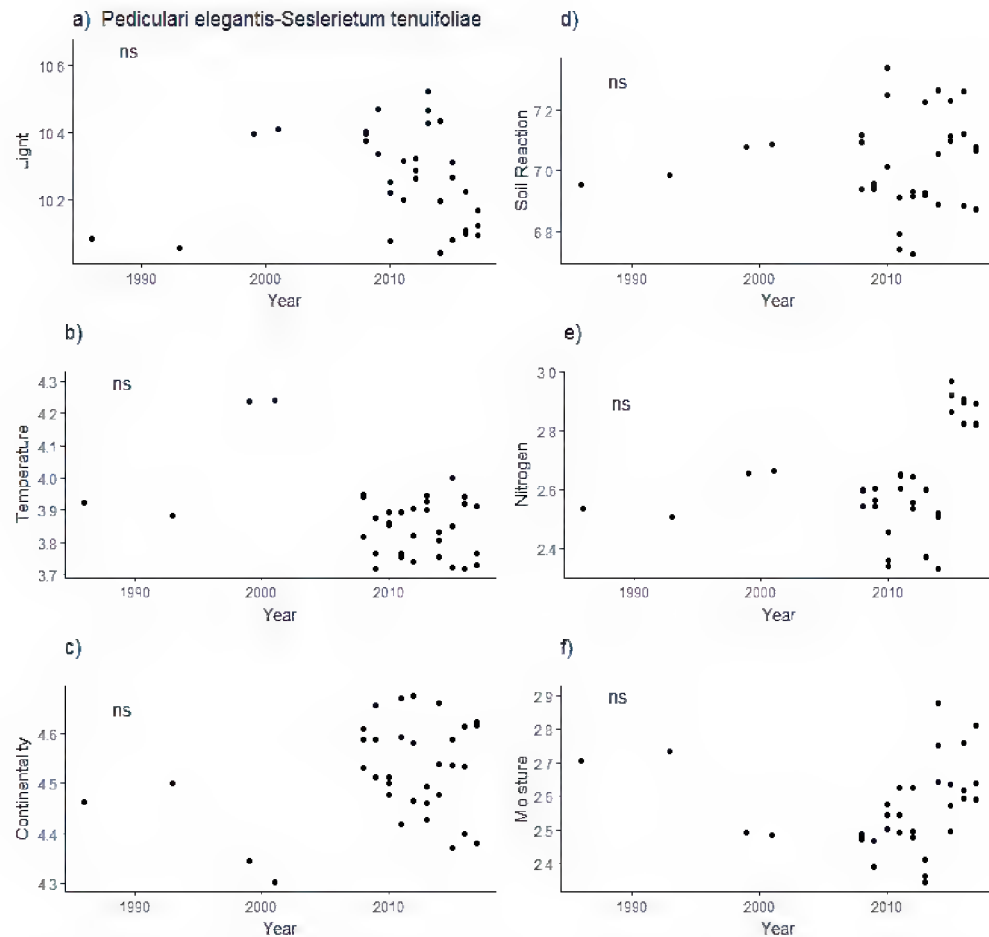 a) Pediculari elegantis-Seslerietum tenuifoliae
ns
10.6
10.4
10.2
Light
1990 2000 2010
Year
b)
ns
4.3
4.2
4.1
4.0
3.9
3.8
3.7
Temperature
1990 2000 2010
Year
c)
ns
4.6
4.5
4.4
4.3
Continentality
1990 2000 2010
Year
d)
ns
7.2
7.0
6.8
Soil Reaction
1990 2000 2010
Year
e)
ns
3.0
2.8
2.6
2.4
Nitrogen
1990 2000 2010
Year
f)
ns
2.9
2.8
2.7
2.6
2.5
2.4
Moisture
1990 2000 2010
Year